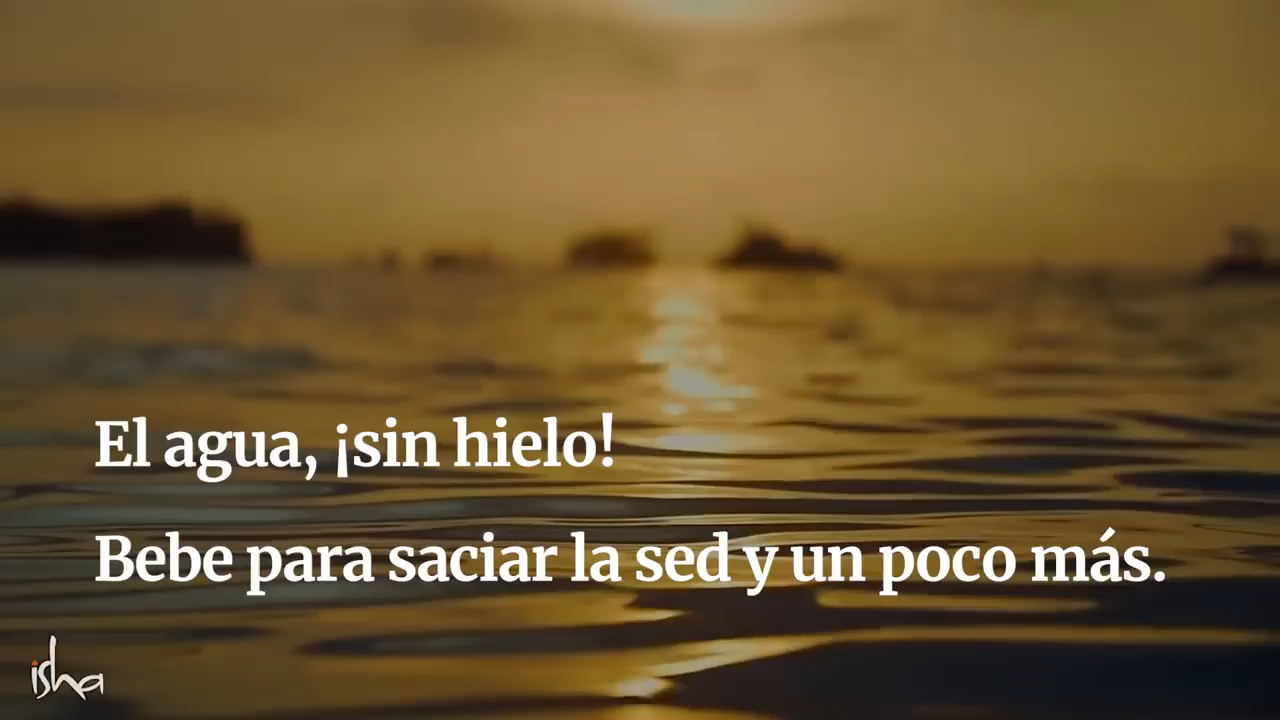 El agua, ¡sin hielo!
Bebe para saciar la sed y un poco más.
isha